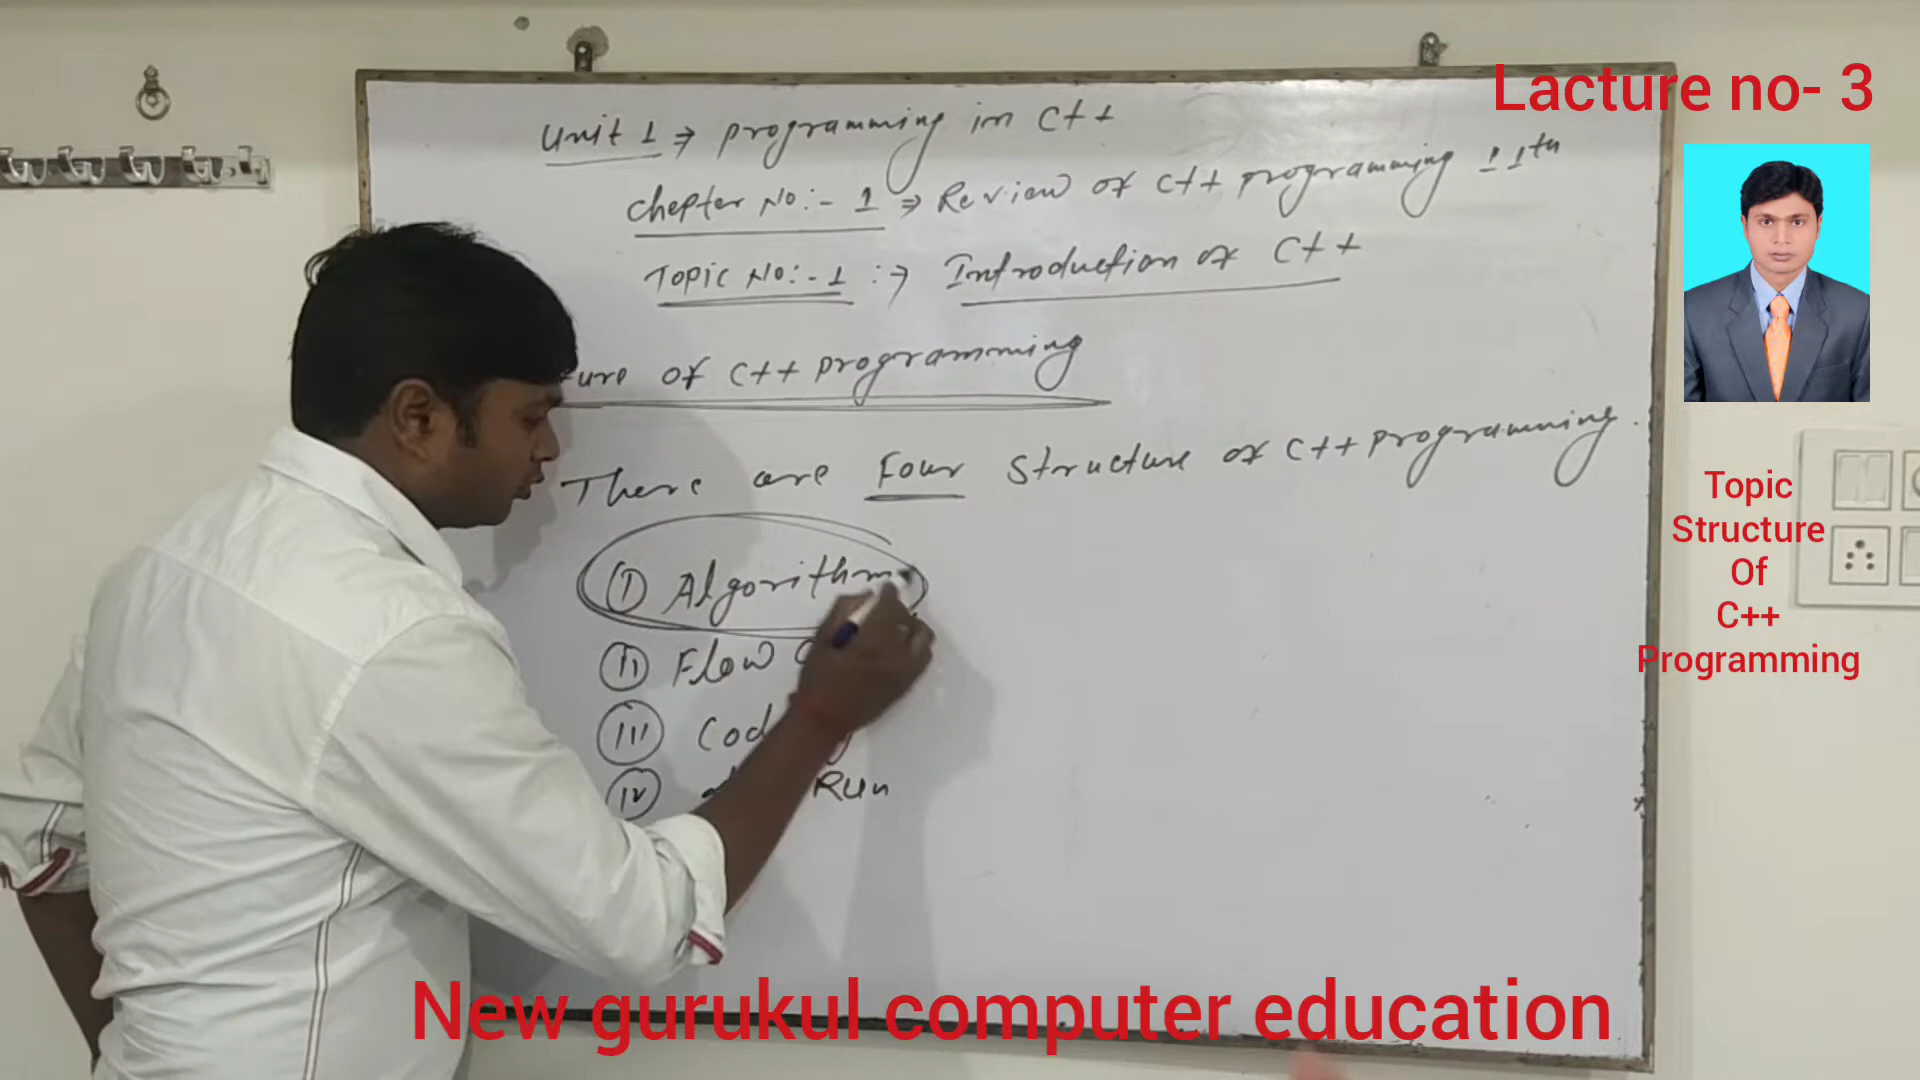 Lacture no- 3
Unit 1 ⇒ programming in C++
Chepter No:- 1 ⇒ Review of C++ programming 11th
Topic No:- 1 :⇒ Introduction of C++
of C++ programming
There are Four Structure of C++ programming.
(I) Algorithm
(II) Flow
(III)
(IV) Run
Topic
Structure
Of
C++
Programming
New gurukul computer education